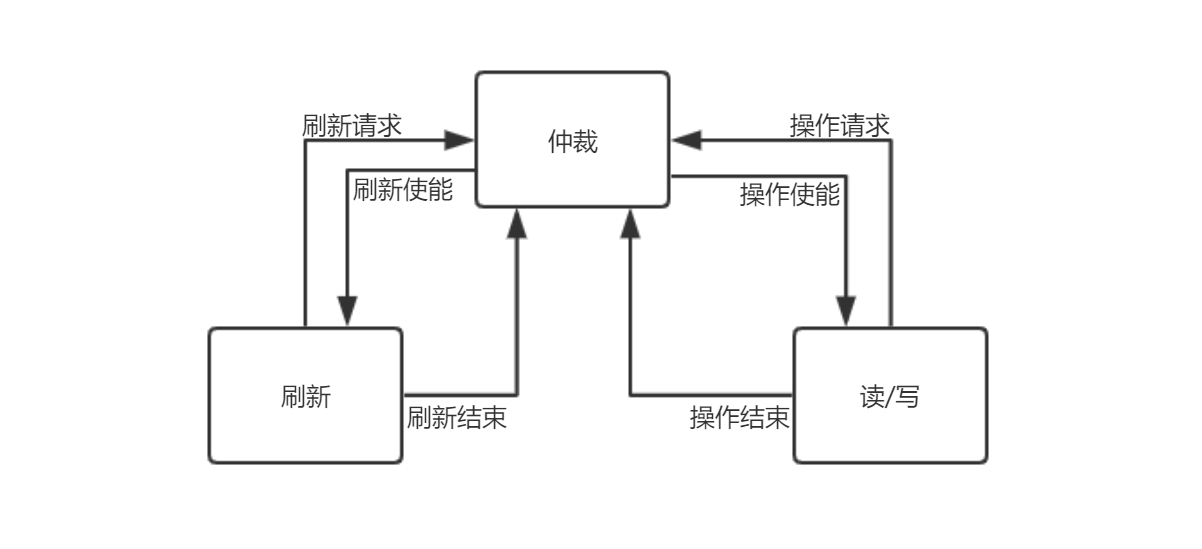 刷新请求
仲裁
操作请求
刷新使能
操作使能
刷新
读/写
刷新结束
操作结束